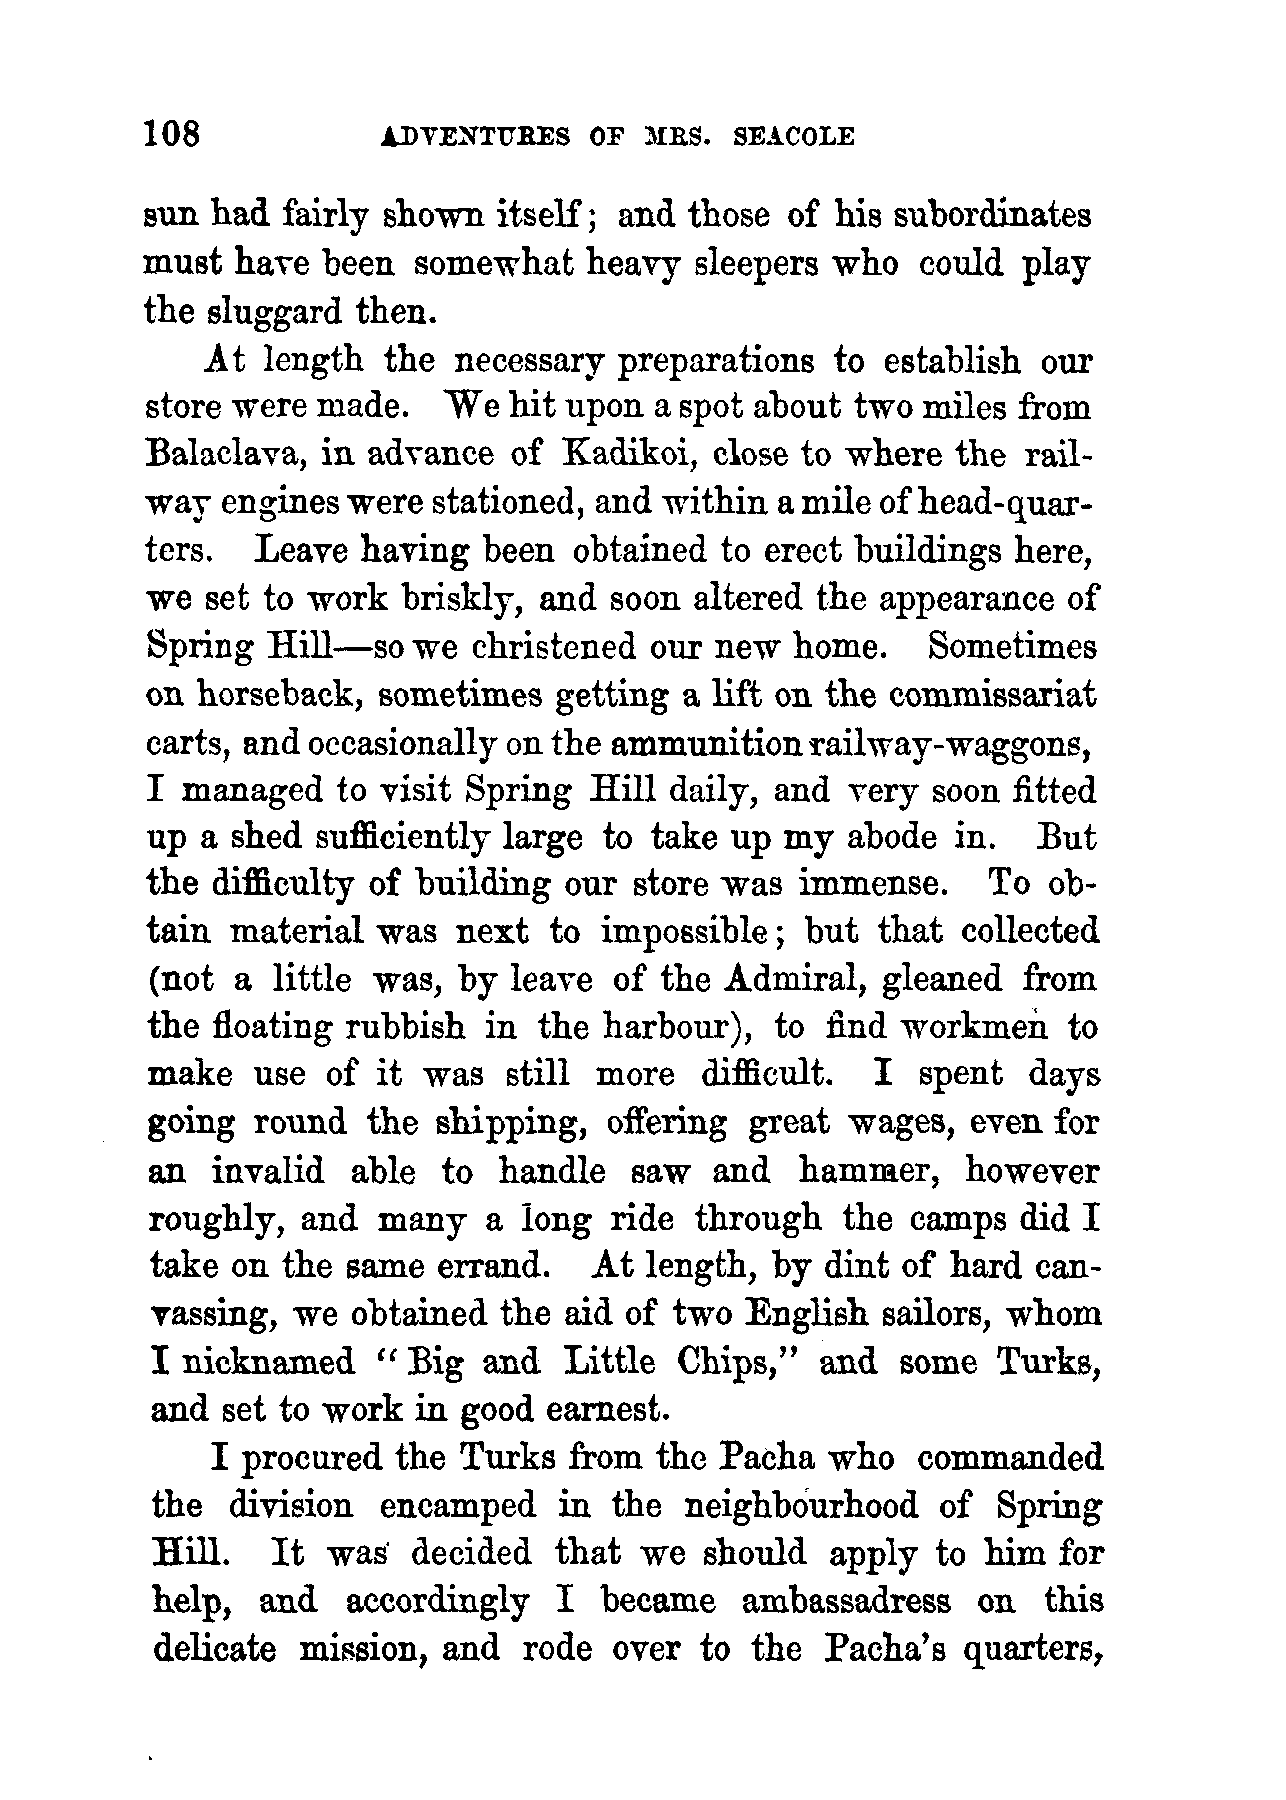 108 ADVENTURES OF MRS. SEACOLE
sun had fairly shown itself; and those of his subordinates
must have been somewhat heavy sleepers who could play
the sluggard then.
At length the necessary preparations to establish our
store were made. We hit upon a spot about two miles from
Balaclava, in advance of Kadikoi, close to where the rail-
way engines were stationed, and within a mile of head-quar-
ters. Leave having been obtained to erect buildings here,
we set to work briskly, and soon altered the appearance of
Spring Hill—so we christened our new home. Sometimes
on horseback, sometimes getting a lift on the commissariat
carts, and occasionally on the ammunition railway-waggons,
I managed to visit Spring Hill daily, and very soon fitted
up a shed sufficiently large to take up my abode in. But
the difficulty of building our store was immense. To ob-
tain material was next to impossible; but that collected
(not a little was, by leave of the Admiral, gleaned from
the floating rubbish in the harbour), to find workmen to
make use of it was still more difficult. I spent days
going round the shipping, offering great wages, even for
an invalid able to handle saw and hammer, however
roughly, and many a long ride through the camps did I
take on the same errand. At length, by dint of hard can-
vassing, we obtained the aid of two English sailors, whom
I nicknamed "Big and Little Chips," and some Turks,
and set to work in good earnest.
I procured the Turks from the Pacha who commanded
the division encamped in the neighbourhood of Spring
Hill. It was decided that we should apply to him for
help, and accordingly I became ambassadress on this
delicate mission, and rode over to the Pacha's quarters,